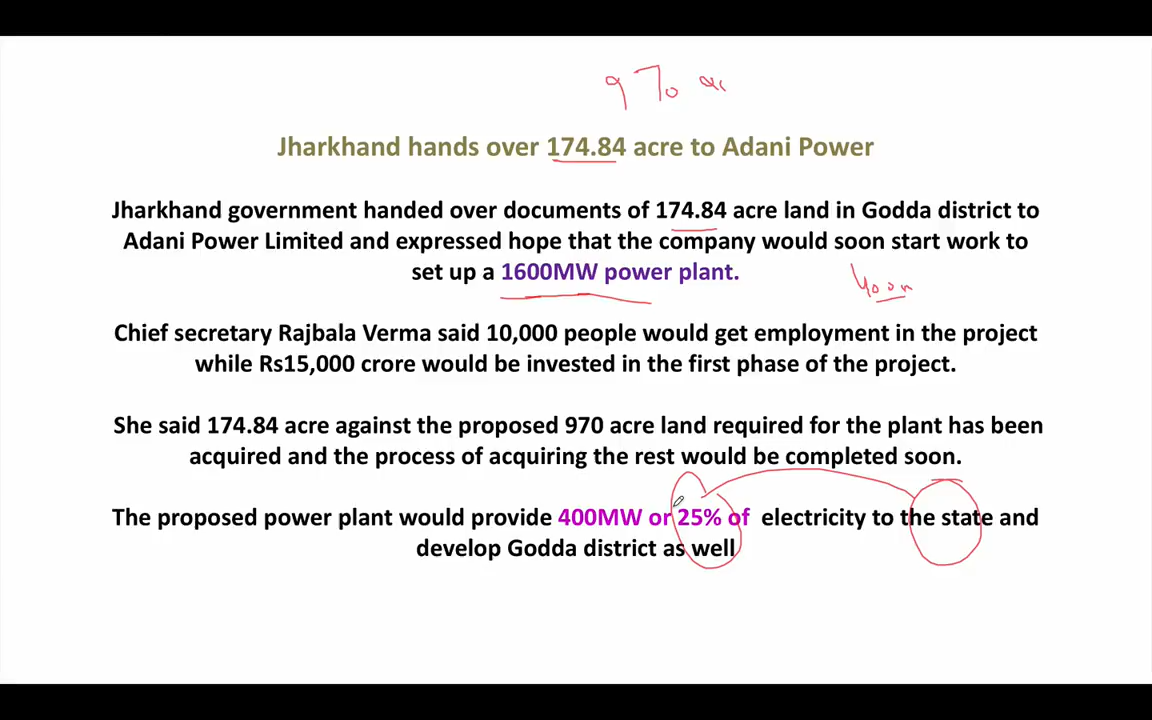 970 ac
Jharkhand hands over 174.84 acre to Adani Power
Jharkhand government handed over documents of 174.84 acre land in Godda district to
Adani Power Limited and expressed hope that the company would soon start work to
set up a 1600MW power plant.
Chief secretary Rajbala Verma said 10,000 people would get employment in the project
while Rs15,000 crore would be invested in the first phase of the project.
She said 174.84 acre against the proposed 970 acre land required for the plant has been
acquired and the process of acquiring the rest would be completed soon.
The proposed power plant would provide 400MW or 25% of  electricity to the state and
develop Godda district as well